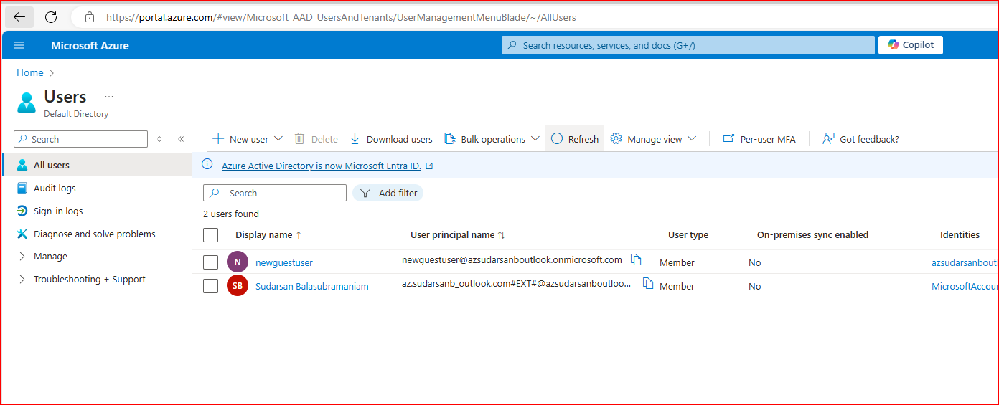 https://portal.azure.com/#view/Microsoft_AAD_UsersAndTenants/UserManagementMenuBlade/~/AllUsers
Microsoft Azure
Search resources, services, and docs (G+/)
Copilot
Home
Users ...
Default Directory
Search
New user
Delete
Download users
Bulk operations
Refresh
Manage view
Per-user MFA
Got feedback?
All users
Audit logs
Sign-in logs
Diagnose and solve problems
Manage
Troubleshooting + Support
Azure Active Directory is now Microsoft Entra ID.
Search
Add filter
2 users found
Display name ↑ User principal name ↑↓ User type On-premises sync enabled Identities
N newguestuser newguestuser@azsudarsanboutlook.onmicrosoft.com Member No azsudarsanboutl
SB Sudarsan Balasubramaniam az.sudarsanb_outlook.com#EXT#@azsudarsanboutloo... Member No MicrosoftAccour